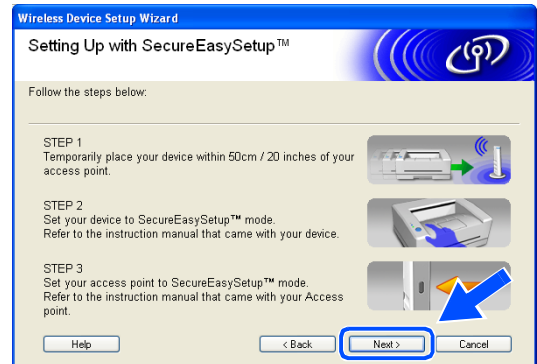 Wireless Device Setup Wizard
Setting Up with SecureEasySetup™
Follow the steps below:
STEP 1
Temporarily place your device within 50cm / 20 inches of your
access point.
STEP 2
Set your device to SecureEasySetup™ mode.
Refer to the instruction manual that came with your device.
STEP 3
Set your access point to SecureEasySetup™ mode.
Refer to the instruction manual that came with your Access
point.
Help
< Back
Next >
Cancel